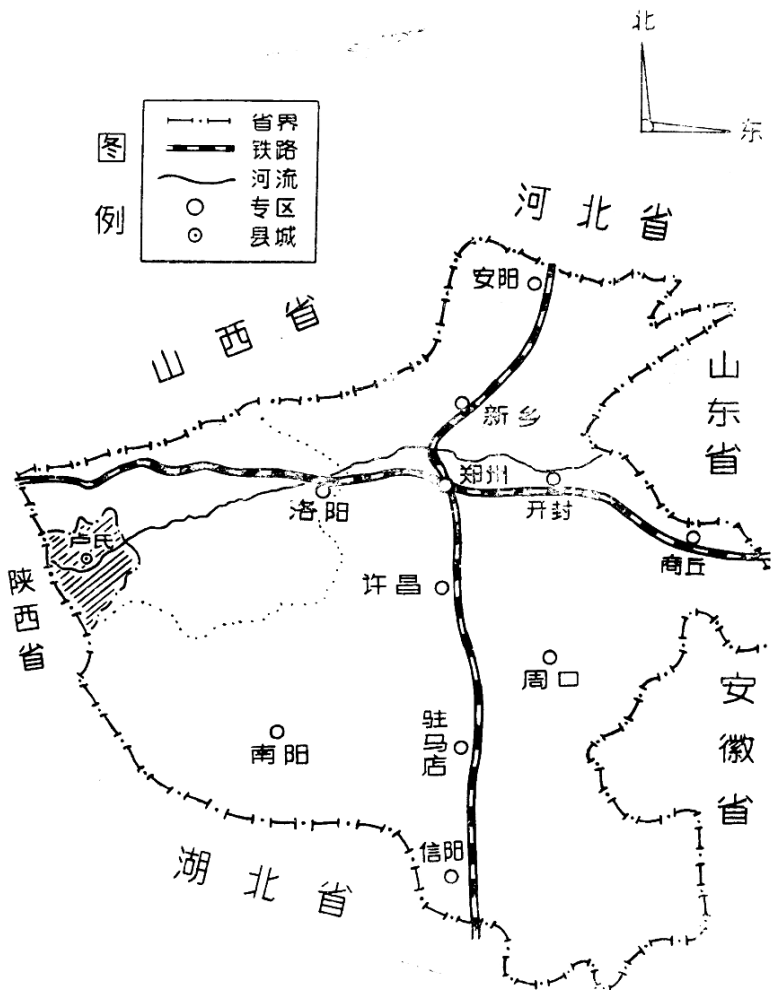 北
东
图例
省界
铁路
河流
专区
县城
河北省
安阳
山西省
山东省
新乡
郑州
洛阳
开封
商丘
卢氏
陕西省
许昌
周口
安徽省
驻马店
南阳
信阳
湖北省